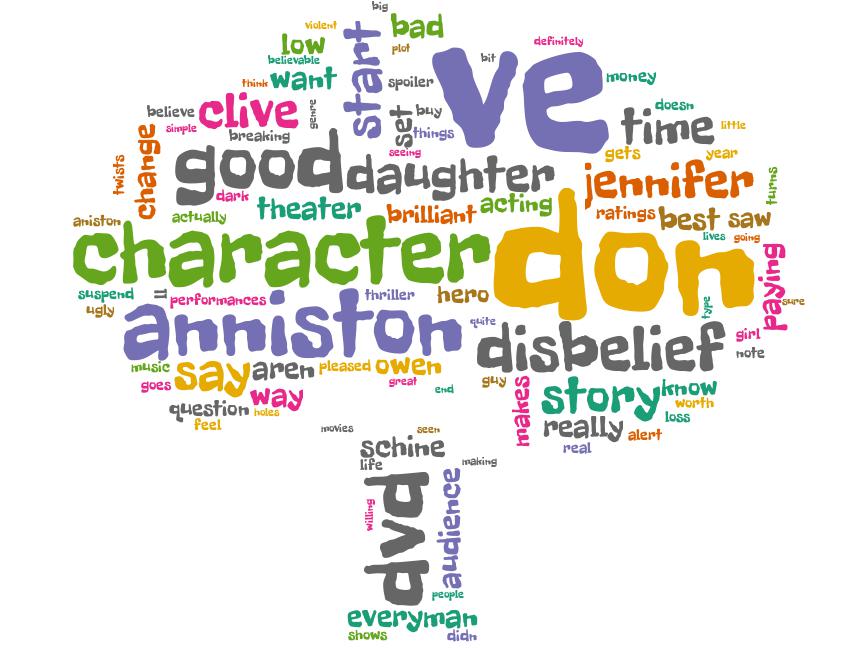 big
violent
bad
low
start
plot
definitely
believable
bit
ve
think
want
spoiler
money
believe
clive
genre
set
buy
doesn
simple
breaking
things
time
little
change
seeing
gets
year
twists
good
daughter
jennifer
turns
dark
theater
brilliant
acting
ratings
best
saw
aniston
actually
character
don
lives
going
suspend
performances
thriller
hero
type
paying
sure
ugly
anniston
quite
disbelief
girl
note
music
say
aren
pleased
owen
goes
way
great
end
guy
makes
story
know
worth
question
holes
loss
feel
really
alert
real
movies
seen
schine
life
making
dvd
audience
willing
people
everyman
shows
didn